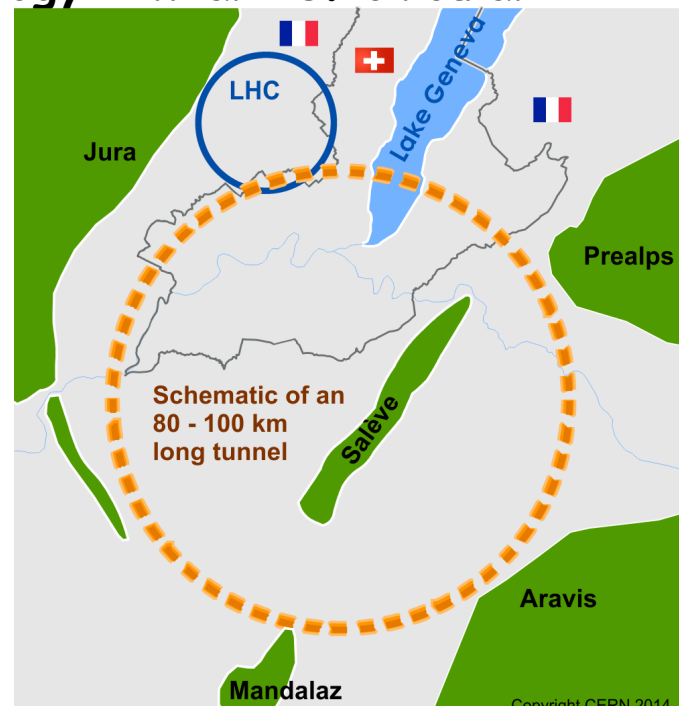 LHC
Lake Geneva
Jura
Prealps
Schematic of an
80 - 100 km
long tunnel
Salève
Aravis
Mandalaz
Copyright CERN 2014